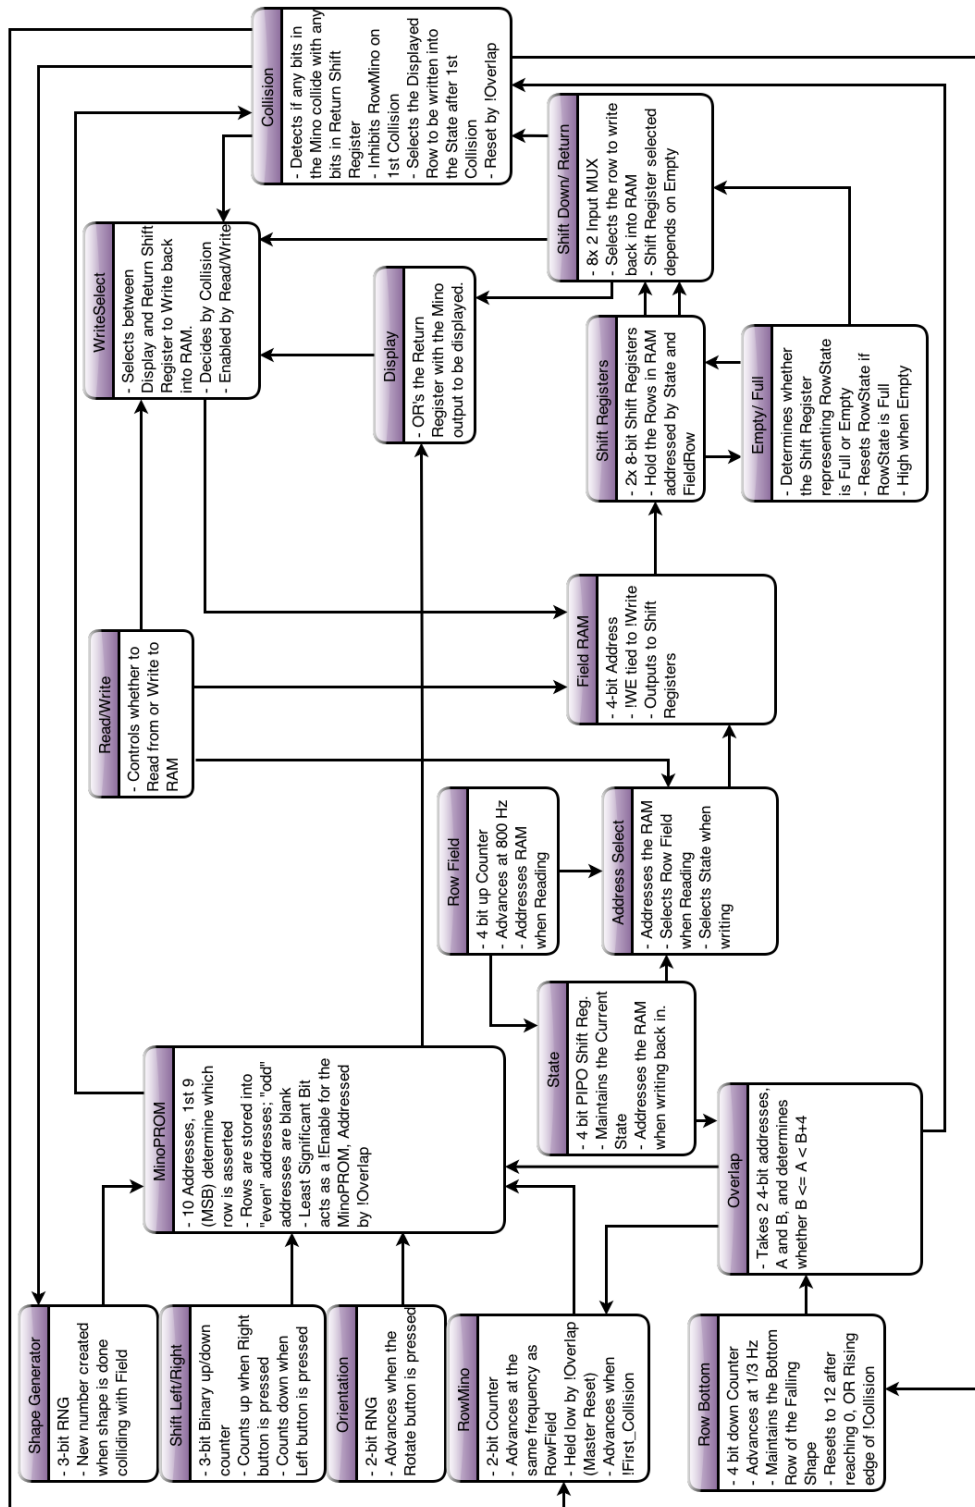 Shape Generator
- 3-bit RNG
- New number created
when shape is done
colliding with Field
Shift Left/Right
- 3-bit Binary up/down
counter
- Counts up when Right
button is pressed
- Counts down when
Left button is pressed
Orientation
- 2-bit RNG
- Advances when the
Rotate button is pressed
RowMino
- 2-bit Counter
- Advances at the
same frequency as
RowField
- Held low by !Overlap
(Master Reset)
- Advances when
!First_Collision
Row Bottom
- 4 bit down Counter
- Advances at 1/3 Hz
- Maintains the Bottom
Row of the Falling
Shape
- Resets to 12 after
reaching 0, OR Rising
edge of !Collision
MinoPROM
- 10 Addresses, 1st 9
(MSB) determine which
row is asserted
- Rows are stored into
"even" addresses; "odd"
addresses are blank
- Least Significant Bit
acts as a !Enable for the
MinoPROM, Addressed
by !Overlap
State
- 4 bit PIPO Shift Reg.
- Maintains the Current
State
- Addresses the RAM
when writing back in.
Overlap
- Takes 2 4-bit addresses,
A and B, and determines
whether B <= A < B+4
Read/Write
- Controls whether to
Read from or Write to
RAM
Row Field
- 4 bit up Counter
- Advances at 800 Hz
- Addresses RAM
when Reading
Address Select
- Addresses the RAM
- Selects Row Field
when Reading
- Selects State when
writing
Field RAM
- 4-bit Address
- !WE tied to !Write
- Outputs to Shift
Registers
WriteSelect
- Selects between
Display and Return Shift
Register to Write back
into RAM.
- Decides by Collision
- Enabled by Read/Write
Display
- OR's the Return
Register with the Mino
output to be displayed.
Shift Registers
- 2x 8-bit Shift Registers
- Hold the Rows in RAM
addressed by State and
FieldRow
Empty/ Full
- Determines whether
the Shift Register
representing RowState
is Full or Empty
- Resets RowState if
RowState is Full
- High when Empty
Collision
- Detects if any bits in
the Mino collide with any
bits in Return Shift
Register
- Inhibits RowMino on
1st Collision
- Selects the Displayed
Row to be written into
the State after 1st
Collision
- Reset by !Overlap
Shift Down/ Return
- 8x 2 Input MUX
- Selects the row to write
back into RAM
- Shift Register selected
depends on Empty